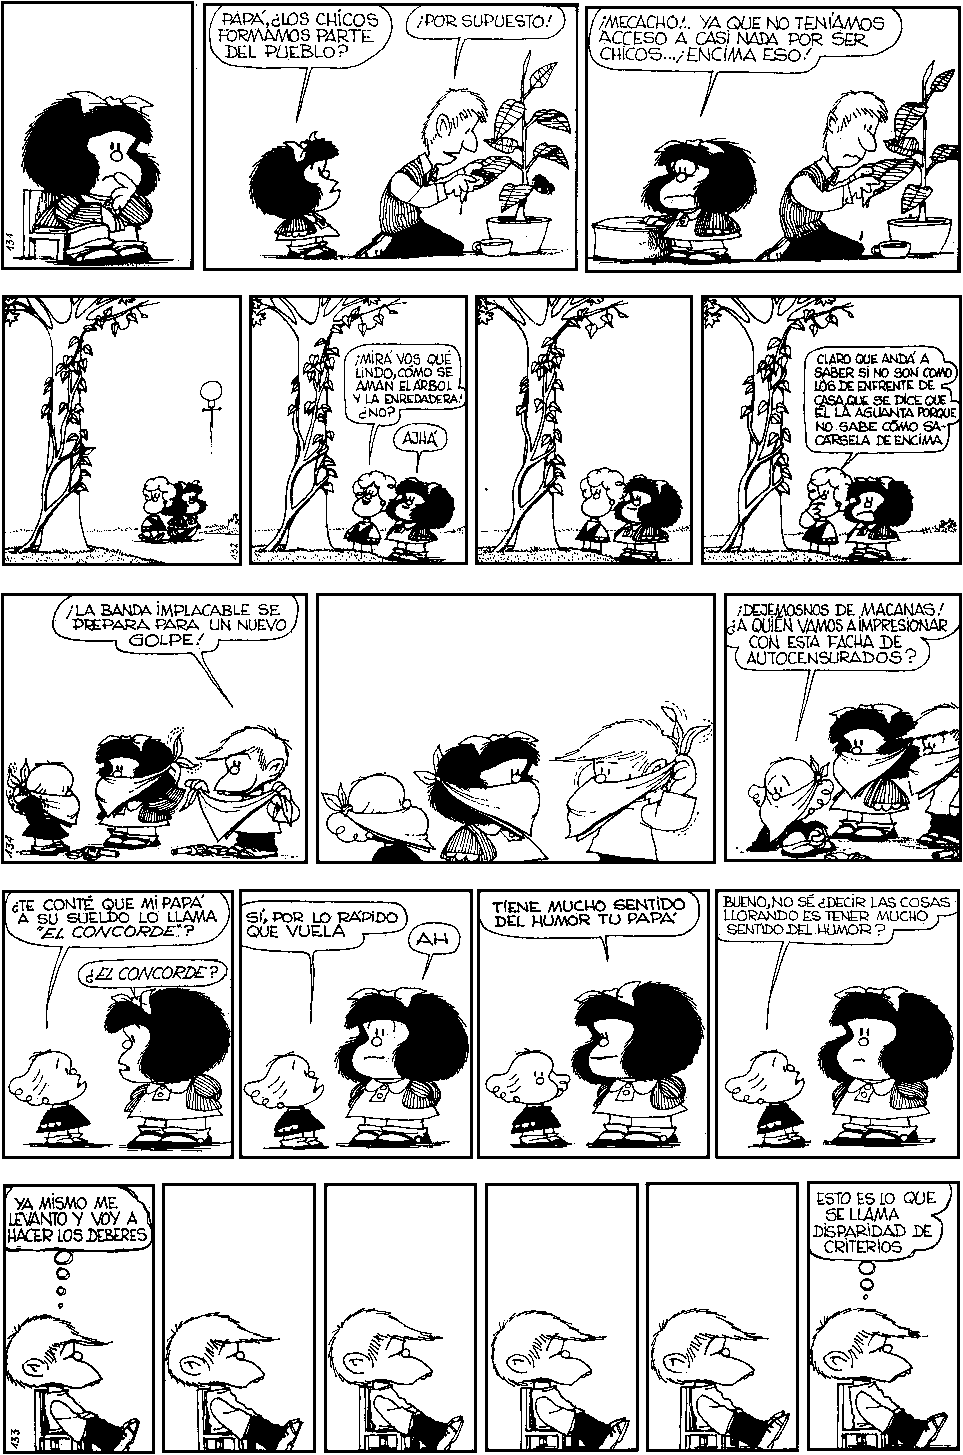 PAPÁ, ¿LOS CHICOS
FORMAMOS PARTE
DEL PUEBLO?
¡POR SUPUESTO!
¡MECACHO!.. YA QUE NO TENÍAMOS
ACCESO A CASI NADA POR SER
CHICOS...¡ENCIMA ESO!
134
¡MIRÁ VOS QUÉ
LINDO, CÓMO SE
AMAN EL ÁRBOL
Y LA ENREDADERA!
¿NO?
AJHÁ
CLARO QUE ANDÁ A
SABER SI NO SON COMO
LOS DE ENFRENTE DE
CASA, QUE SE DICE QUE
ÉL LA AGUANTA PORQUE
NO SABE CÓMO SA-
CÁRSELA DE ENCIMA
¡LA BANDA IMPLACABLE SE
PREPARA PARA UN NUEVO
GOLPE!
134
¡DEJÉMOSNOS DE MACANAS!
¿A QUIÉN VAMOS A IMPRESIONAR
CON ESTA FACHA DE
AUTOCENSURADOS?
¿TE CONTÉ QUE MI PAPÁ
A SU SUELDO LO LLAMA
"EL CONCORDE"?
¿EL CONCORDE?
SÍ, POR LO RÁPIDO
QUE VUELA
AH
TIENE MUCHO SENTIDO
DEL HUMOR TU PAPÁ
BUENO, NO SÉ ¿DECIR LAS COSAS
LLORANDO ES TENER MUCHO
SENTIDO DEL HUMOR?
YA MISMO ME
LEVANTO Y VOY A
HACER LOS DEBERES
133
ESTO ES LO QUE
SE LLAMA
DISPARIDAD DE
CRITERIOS